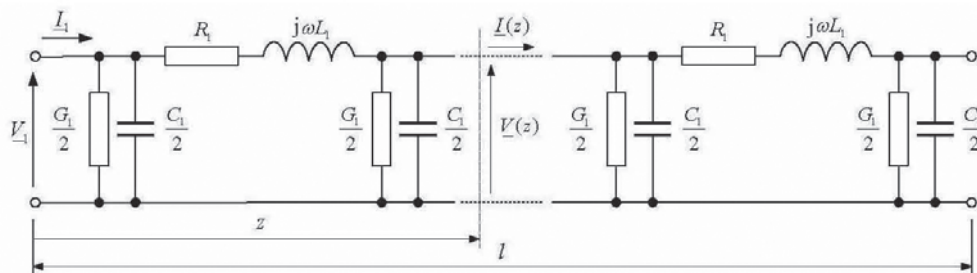 I₁ R₁ jωL₁ I(z) R₁ jωL₁
V₁ G₁/2 C₁/2 G₁/2 C₁/2 V(z) G₁/2 C₁/2 G₁/2
z
l